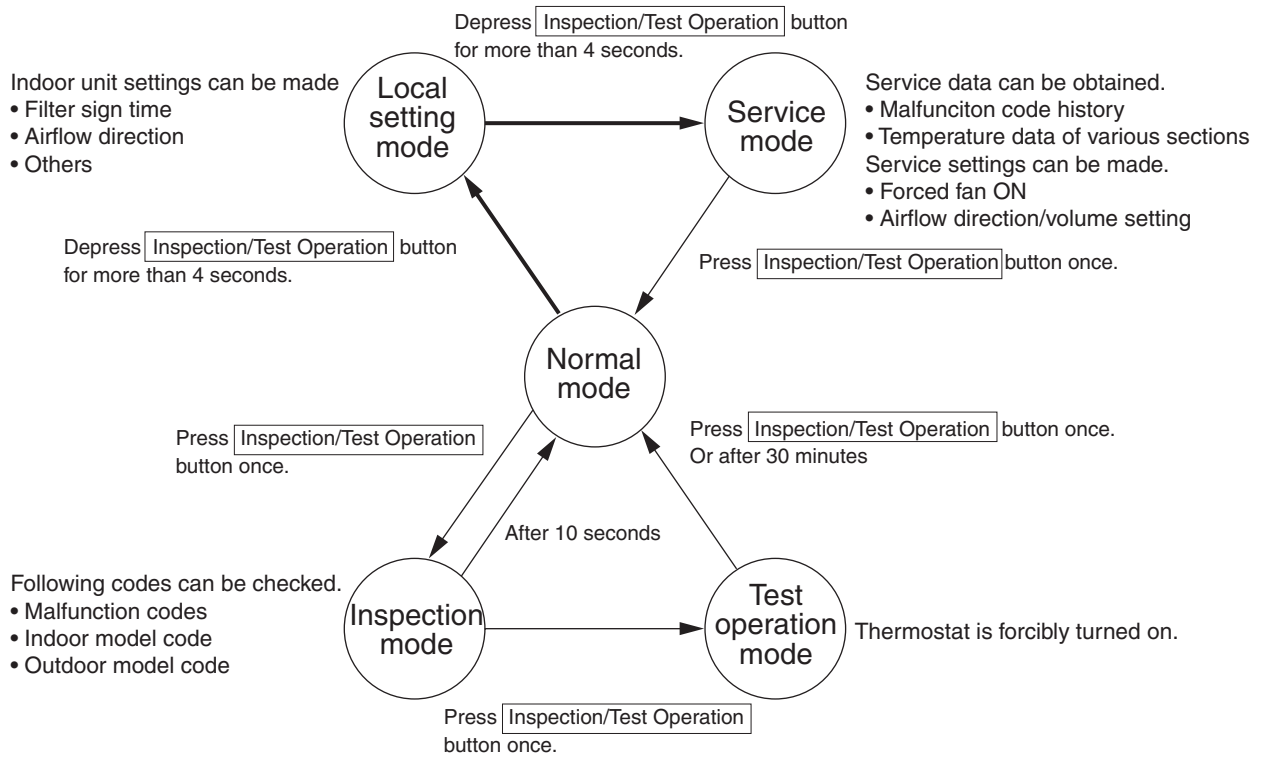 Depress Inspection/Test Operation button
for more than 4 seconds.
Indoor unit settings can be made
• Filter sign time
• Airflow direction
• Others
Local
setting
mode
Service
mode
Service data can be obtained.
• Malfunciton code history
• Temperature data of various sections
Service settings can be made.
• Forced fan ON
• Airflow direction/volume setting
Depress Inspection/Test Operation button
for more than 4 seconds.
Press Inspection/Test Operation button once.
Normal
mode
Press Inspection/Test Operation
button once.
Press Inspection/Test Operation button once.
Or after 30 minutes
After 10 seconds
Following codes can be checked.
• Malfunction codes
• Indoor model code
• Outdoor model code
Inspection
mode
Test
operation
mode
Thermostat is forcibly turned on.
Press Inspection/Test Operation
button once.